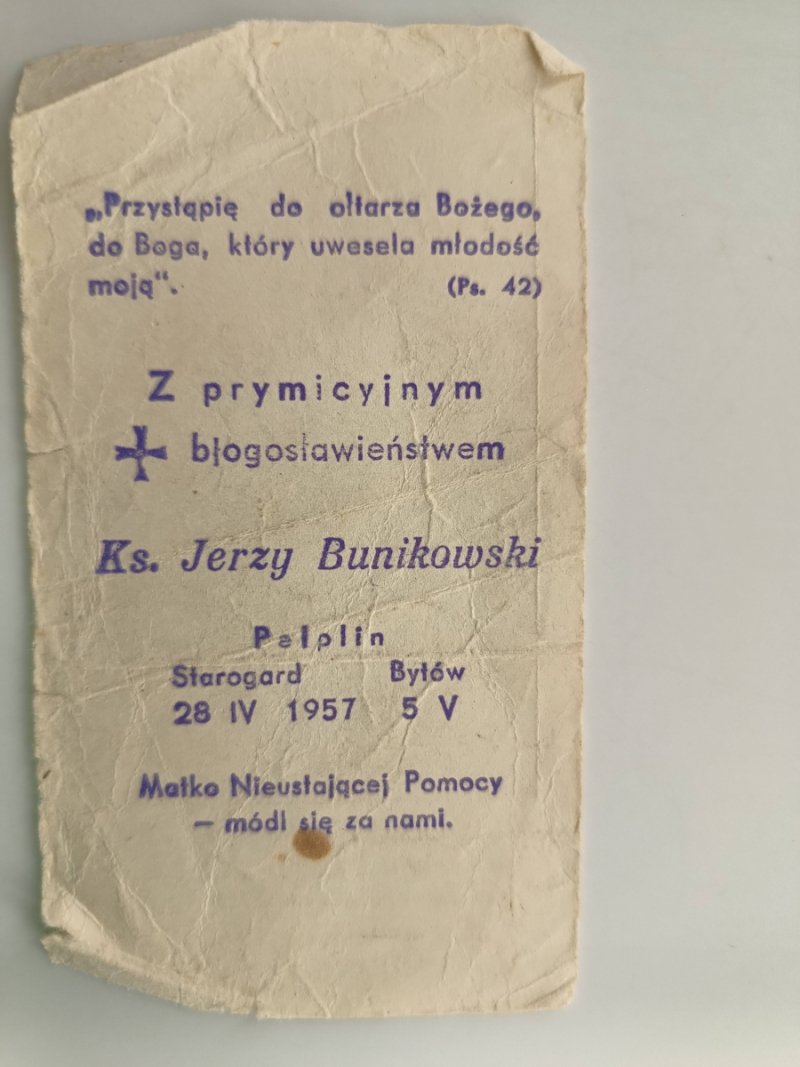 „Przystąpię do ołtarza Bożego,
do Boga, który uwesela młodość
moją“. (Ps. 42)
Z prymicyjnym
błogosławieństwem
Ks. Jerzy Bunikowski
Pelplin
Starogard Bytów
28 IV 1957 5 V
Matko Nieustającej Pomocy
— módl się za nami.